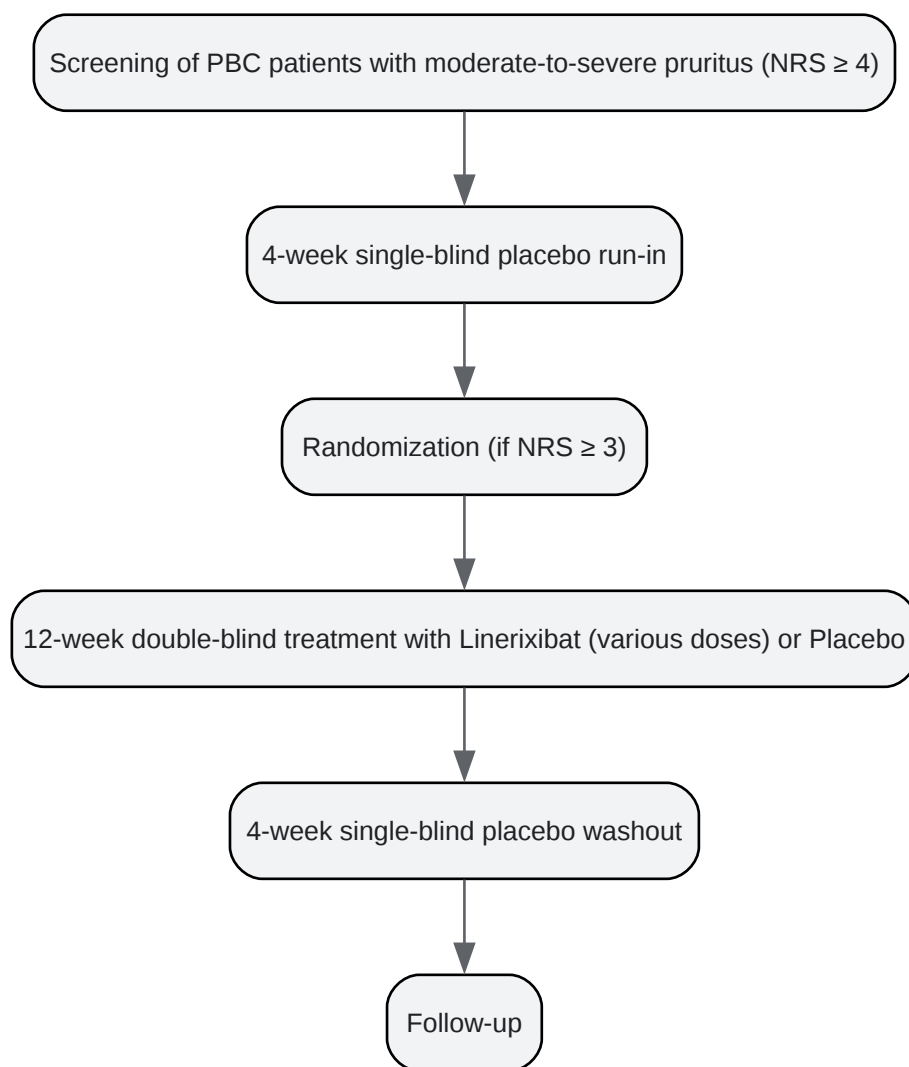 Screening of PBC patients with moderate-to-severe pruritus (NRS ≥ 4)
4-week single-blind placebo run-in
Randomization (if NRS ≥ 3)
12-week double-blind treatment with Linerixibat (various doses) or Placebo
4-week single-blind placebo washout
Follow-up